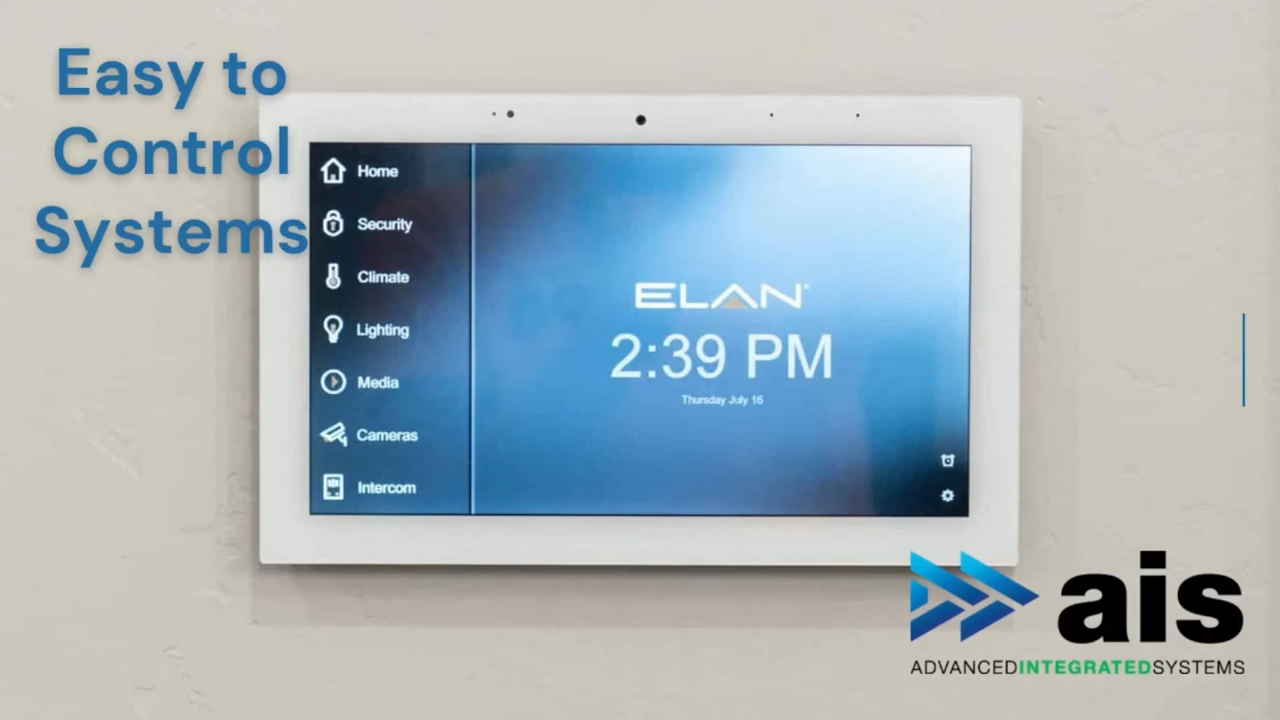 Easy to
Control
Systems
Home
Security
Climate
Lighting
Media
Cameras
Intercom
ELAN
2:39 PM
Thursday July 16
ais
ADVANCEDINTEGRATEDSYSTEMS